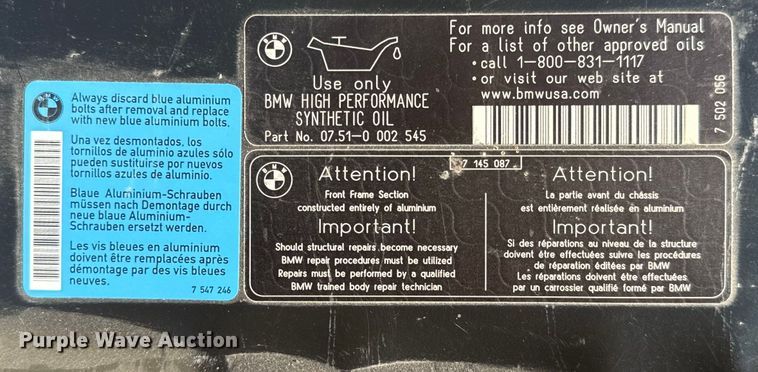 Always discard blue aluminium
bolts after removal and replace
with new blue aluminium bolts.
Una vez desmontados, los
tornillos de aluminio azules sólo
pueden sustituirse por nuevos
tornillos azules de aluminio.
Blaue Aluminium-Schrauben
müssen nach Demontage durch
neue blaue Aluminium-
Schrauben ersetzt werden.
Les vis bleues en aluminium
doivent être remplacées après
démontage par des vis bleues
neuves.
7 547 246
BMW
Use only
BMW HIGH PERFORMANCE
SYNTHETIC OIL
Part No. 07.51-0 002 545
For more info see Owner's Manual
For a list of other approved oils
• call 1-800-831-1117
• or visit our web site at
www.bmwusa.com
7 502 056
7 145 087
Attention!
Front Frame Section
constructed entirely of aluminium
Important!
Should structural repairs become necessary
BMW repair procedures must be utilized
Repairs must be performed by a qualified
BMW trained body repair technician
Attention!
La partie avant du châssis
est entièrement réalisée en aluminium
Important!
Si des réparations au niveau de la structure
doivent être effectuées suivre les procédures
de réparation éditées par BMW
Les réparations doivent être effectuées
par un carrossier qualifié formé par BMW
Purple Wave Auction